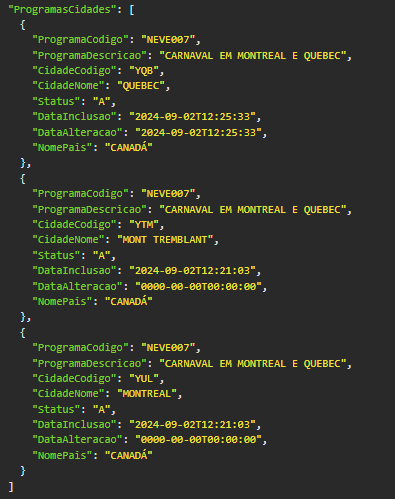 "ProgramasCidades": [
{
"ProgramaCodigo": "NEVE007",
"ProgramaDescricao": "CARNAVAL EM MONTREAL E QUEBEC",
"CidadeCodigo": "YQB",
"CidadeNome": "QUEBEC",
"Status": "A",
"DataInclusao": "2024-09-02T12:25:33",
"DataAlteracao": "2024-09-02T12:25:33",
"NomePais": "CANADÁ"
},
{
"ProgramaCodigo": "NEVE007",
"ProgramaDescricao": "CARNAVAL EM MONTREAL E QUEBEC",
"CidadeCodigo": "YTM",
"CidadeNome": "MONT TREMBLANT",
"Status": "A",
"DataInclusao": "2024-09-02T12:21:03",
"DataAlteracao": "0000-00-00T00:00:00",
"NomePais": "CANADÁ"
},
{
"ProgramaCodigo": "NEVE007",
"ProgramaDescricao": "CARNAVAL EM MONTREAL E QUEBEC",
"CidadeCodigo": "YUL",
"CidadeNome": "MONTREAL",
"Status": "A",
"DataInclusao": "2024-09-02T12:21:03",
"DataAlteracao": "0000-00-00T00:00:00",
"NomePais": "CANADÁ"
}
]